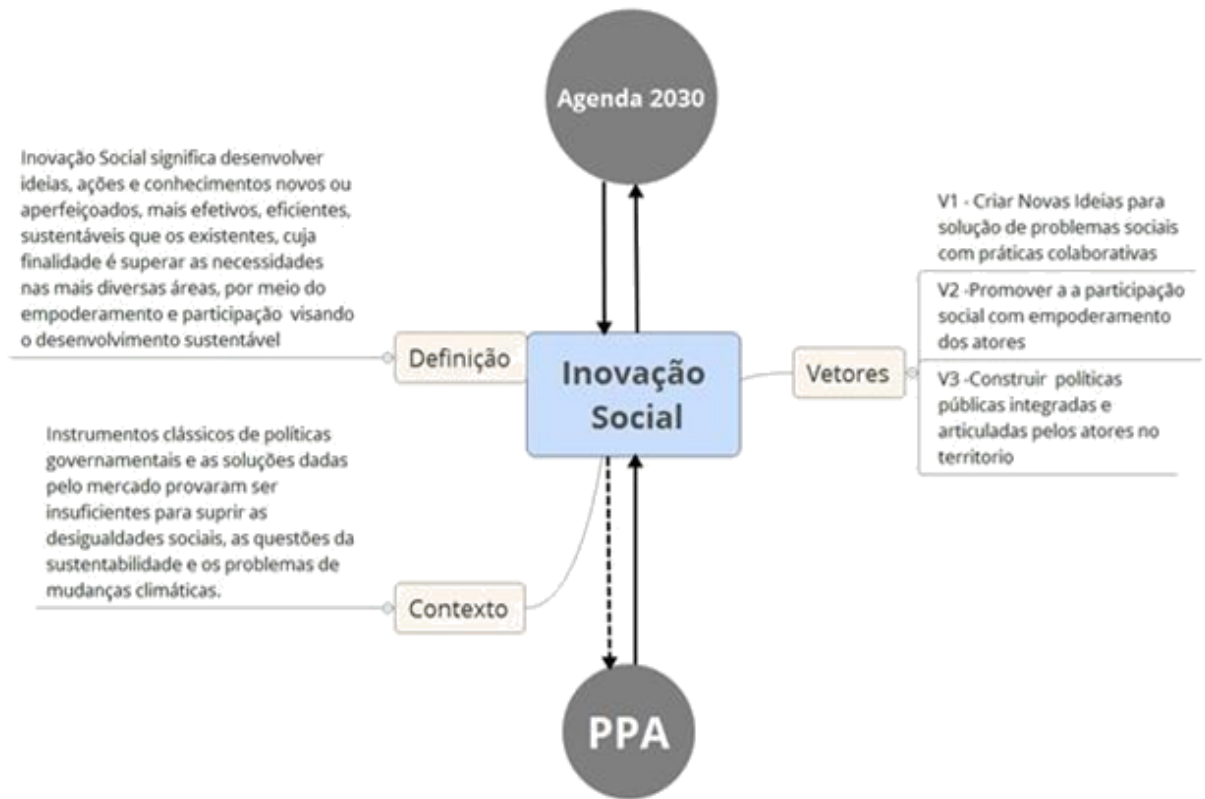 Agenda 2030
Inovação Social significa desenvolver
ideias, ações e conhecimentos novos ou
aperfeiçoados, mais efetivos, eficientes,
sustentáveis que os existentes, cuja
finalidade é superar as necessidades
nas mais diversas áreas, por meio do
empoderamento e participação visando
o desenvolvimento sustentável
Definição
Inovação
Social
Vetores
V1 - Criar Novas Ideias para
solução de problemas sociais
com práticas colaborativas
V2 -Promover a a participação
social com empoderamento
dos atores
V3 -Construir políticas
públicas integradas e
articuladas pelos atores no
territorio
Instrumentos clássicos de políticas
governamentais e as soluções dadas
pelo mercado provaram ser
insuficientes para suprir as
desigualdades sociais, as questões da
sustentabilidade e os problemas de
mudanças climáticas.
Contexto
PPA